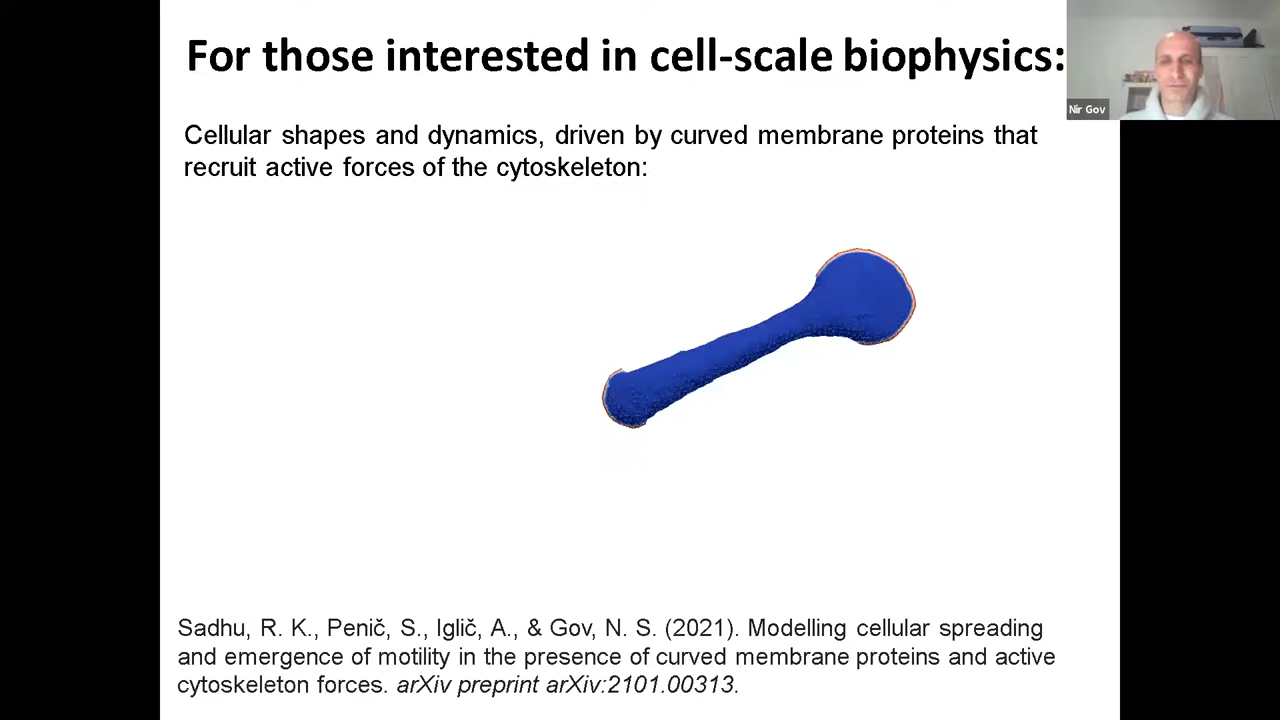 For those interested in cell-scale biophysics:
Nir Gov
Cellular shapes and dynamics, driven by curved membrane proteins that
recruit active forces of the cytoskeleton:
Sadhu, R. K., Penič, S., Iglič, A., & Gov, N. S. (2021). Modelling cellular spreading
and emergence of motility in the presence of curved membrane proteins and active
cytoskeleton forces. arXiv preprint arXiv:2101.00313.